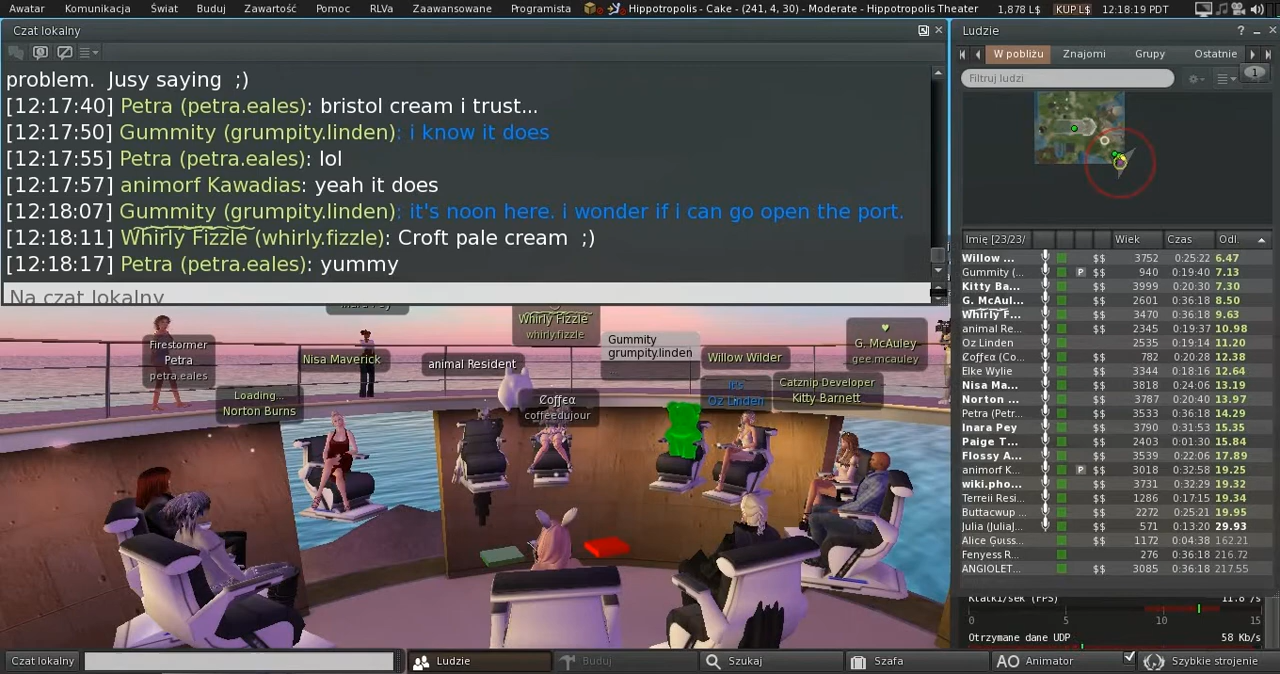 Awatar Komunikacja Świat Buduj Zawartość Pomoc RLVa Zaawansowane Programista Hippotropolis - Cake - (241, 4, 30) - Moderate - Hippotropolis Theater 1,878 L$ KUP L$ 12:18:19 PDT
Czat lokalny
problem. Jusy saying ;)
[12:17:40] Petra (petra.eales): bristol cream i trust...
[12:17:50] Gummity (grumpity.linden): i know it does
[12:17:55] Petra (petra.eales): lol
[12:17:57] animorf Kawadias: yeah it does
[12:18:07] Gummity (grumpity.linden): it's noon here. i wonder if i can go open the port.
[12:18:11] Whirly Fizzle (whirly.fizzle): Croft pale cream ;)
[12:18:17] Petra (petra.eales): yummy
Na czat lokalny
Ludzie
W pobliżu Znajomi Grupy Ostatnie
Filtruj ludzi
1
Imię [23/23/ Wiek Czas Odl.
Willow ... $$ 3752 0:25:22 6.47
Gummity (... P $$ 940 0:19:40 7.13
Kitty Ba... $$ 3999 0:20:30 7.30
G. McAul... $$ 2601 0:36:18 8.50
Whirly F... $$ 3470 0:36:18 9.63
animal Re... $$ 2345 0:19:37 10.98
Oz Linden 2535 0:19:14 11.20
(Co... $$ 782 0:20:28 12.38
Elke Wylie $$ 3344 0:18:16 12.64
Nisa Ma... $$ 3818 0:24:06 13.19
Norton ... $$ 3787 0:20:40 13.97
Petra (Petr... $$ 3533 0:36:18 14.29
Inara Pey $$ 3790 0:31:53 15.35
Paige T... $$ 2403 0:01:30 15.84
Flossy A... $$ 3539 0:22:06 17.89
animorf K... P $$ 3018 0:32:58 19.25
wiki.pho... $$ 3731 0:32:29 19.32
Terreii Resi... $$ 1286 0:17:15 19.34
Buttacwup ... $$ 2272 0:25:21 19.95
Julia (JuliaJ... $$ 571 0:13:20 29.93
Alice $$ 1172 0:04:38 162.21
Fenyess R... 276 0:36:18 216.72
ANGIOLET... $$ 3085 0:36:18 217.55
Klatki/sek (FPS) 11.8 /s
0 5 10 15
Otrzymane dane UDP 58 Kb/s
Firestormer
Petra
petra.eales
Nisa Maverick
Loading...
Norton Burns
animal Resident
Whirly Fizzle
whirly.fizzle
coffeedujour
Gummity
grumpity.linden
Willow Wilder
It's
Oz Linden
Catznip Developer
Kitty Barnett
G. McAuley
gee.mcauley
Czat lokalny Ludzie Buduj Szukaj Szafa AO Animator Szybkie strojenie